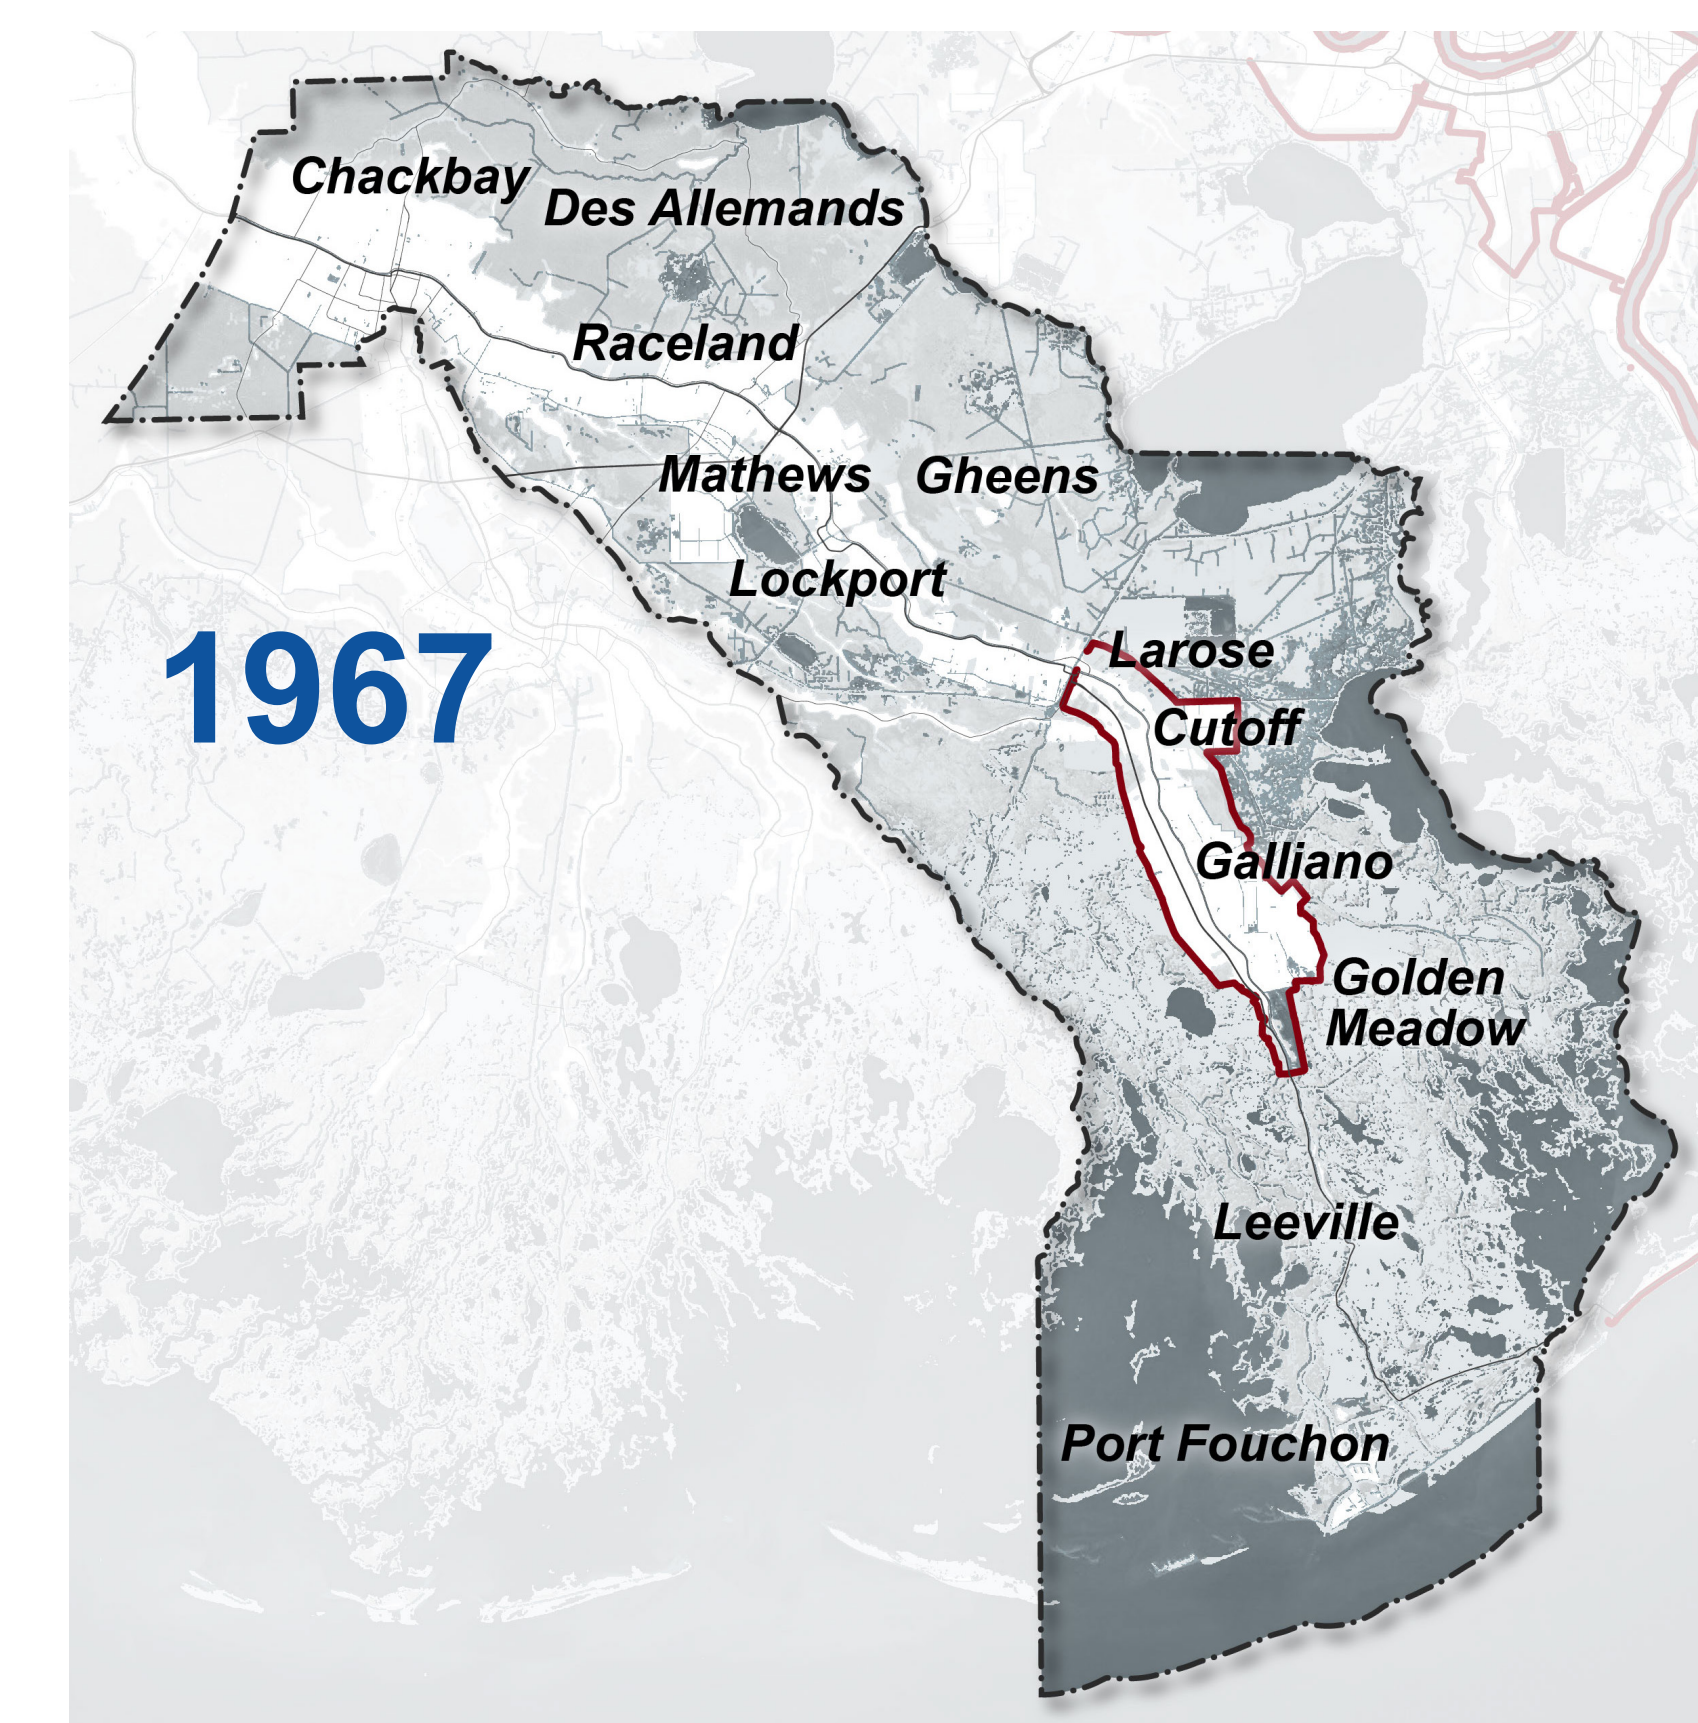 Chackbay
Des Allemands
Raceland
Mathews
Gheens
Lockport
1967
Larose
Cutoff
Galliano
Golden
Meadow
Leeville
Port Fouchon